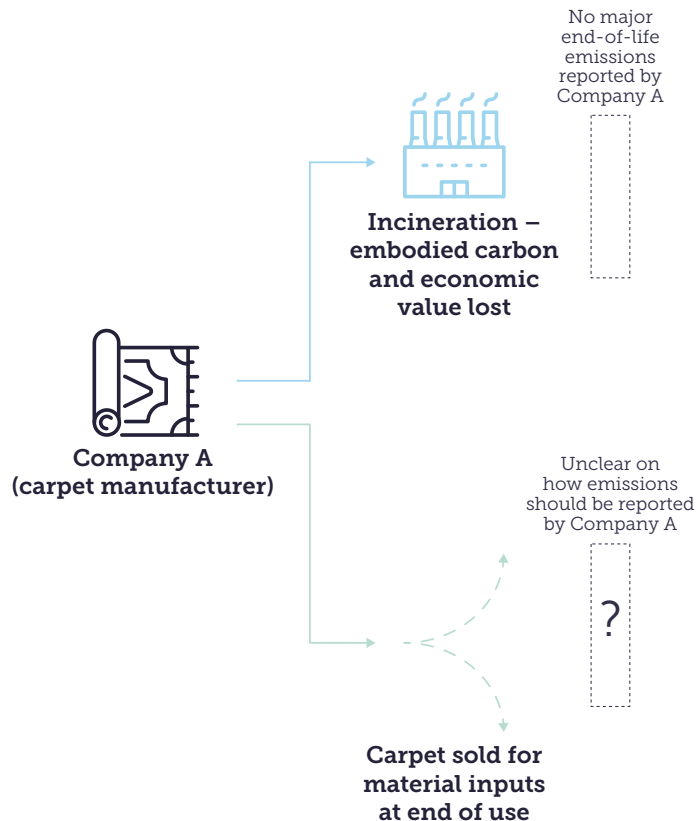 No major
end-of-life
emissions
reported by
Company A
Incineration –
embodied carbon
and economic
value lost
Company A
(carpet manufacturer)
Unclear on
how emissions
should be reported
by Company A
?
Carpet sold for
material inputs
at end of use